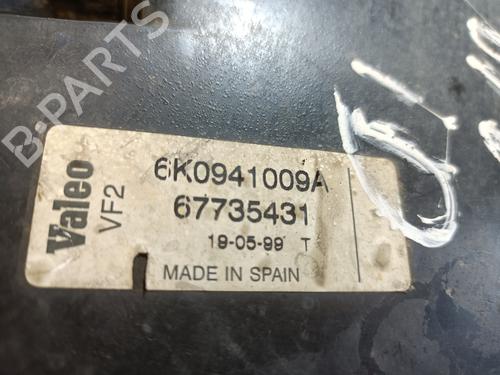 B-PARTS
Valeo
VF2
6K0941009A
67735431
19-05-99 T
MADE IN SPAIN